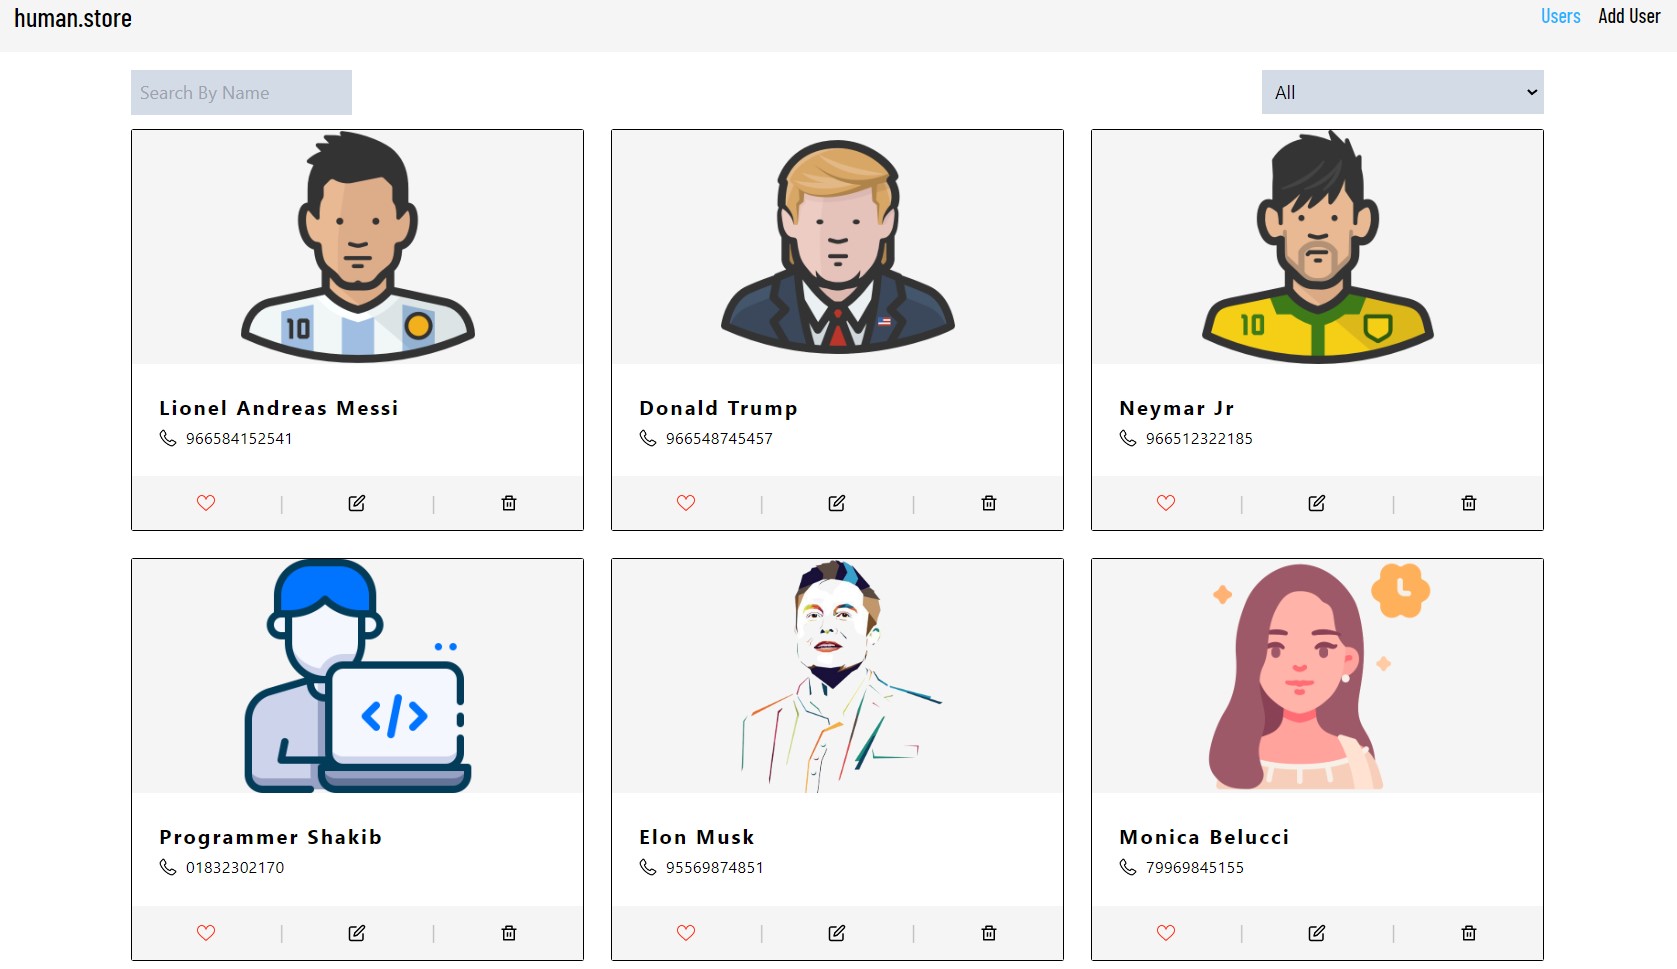 human.store
Users Add User
Search By Name
All
10
10
Lionel Andreas Messi
966584152541
Donald Trump
966548745457
Neymar Jr
966512322185
</>
Programmer Shakib
01832302170
Elon Musk
95569874851
Monica Belucci
79969845155